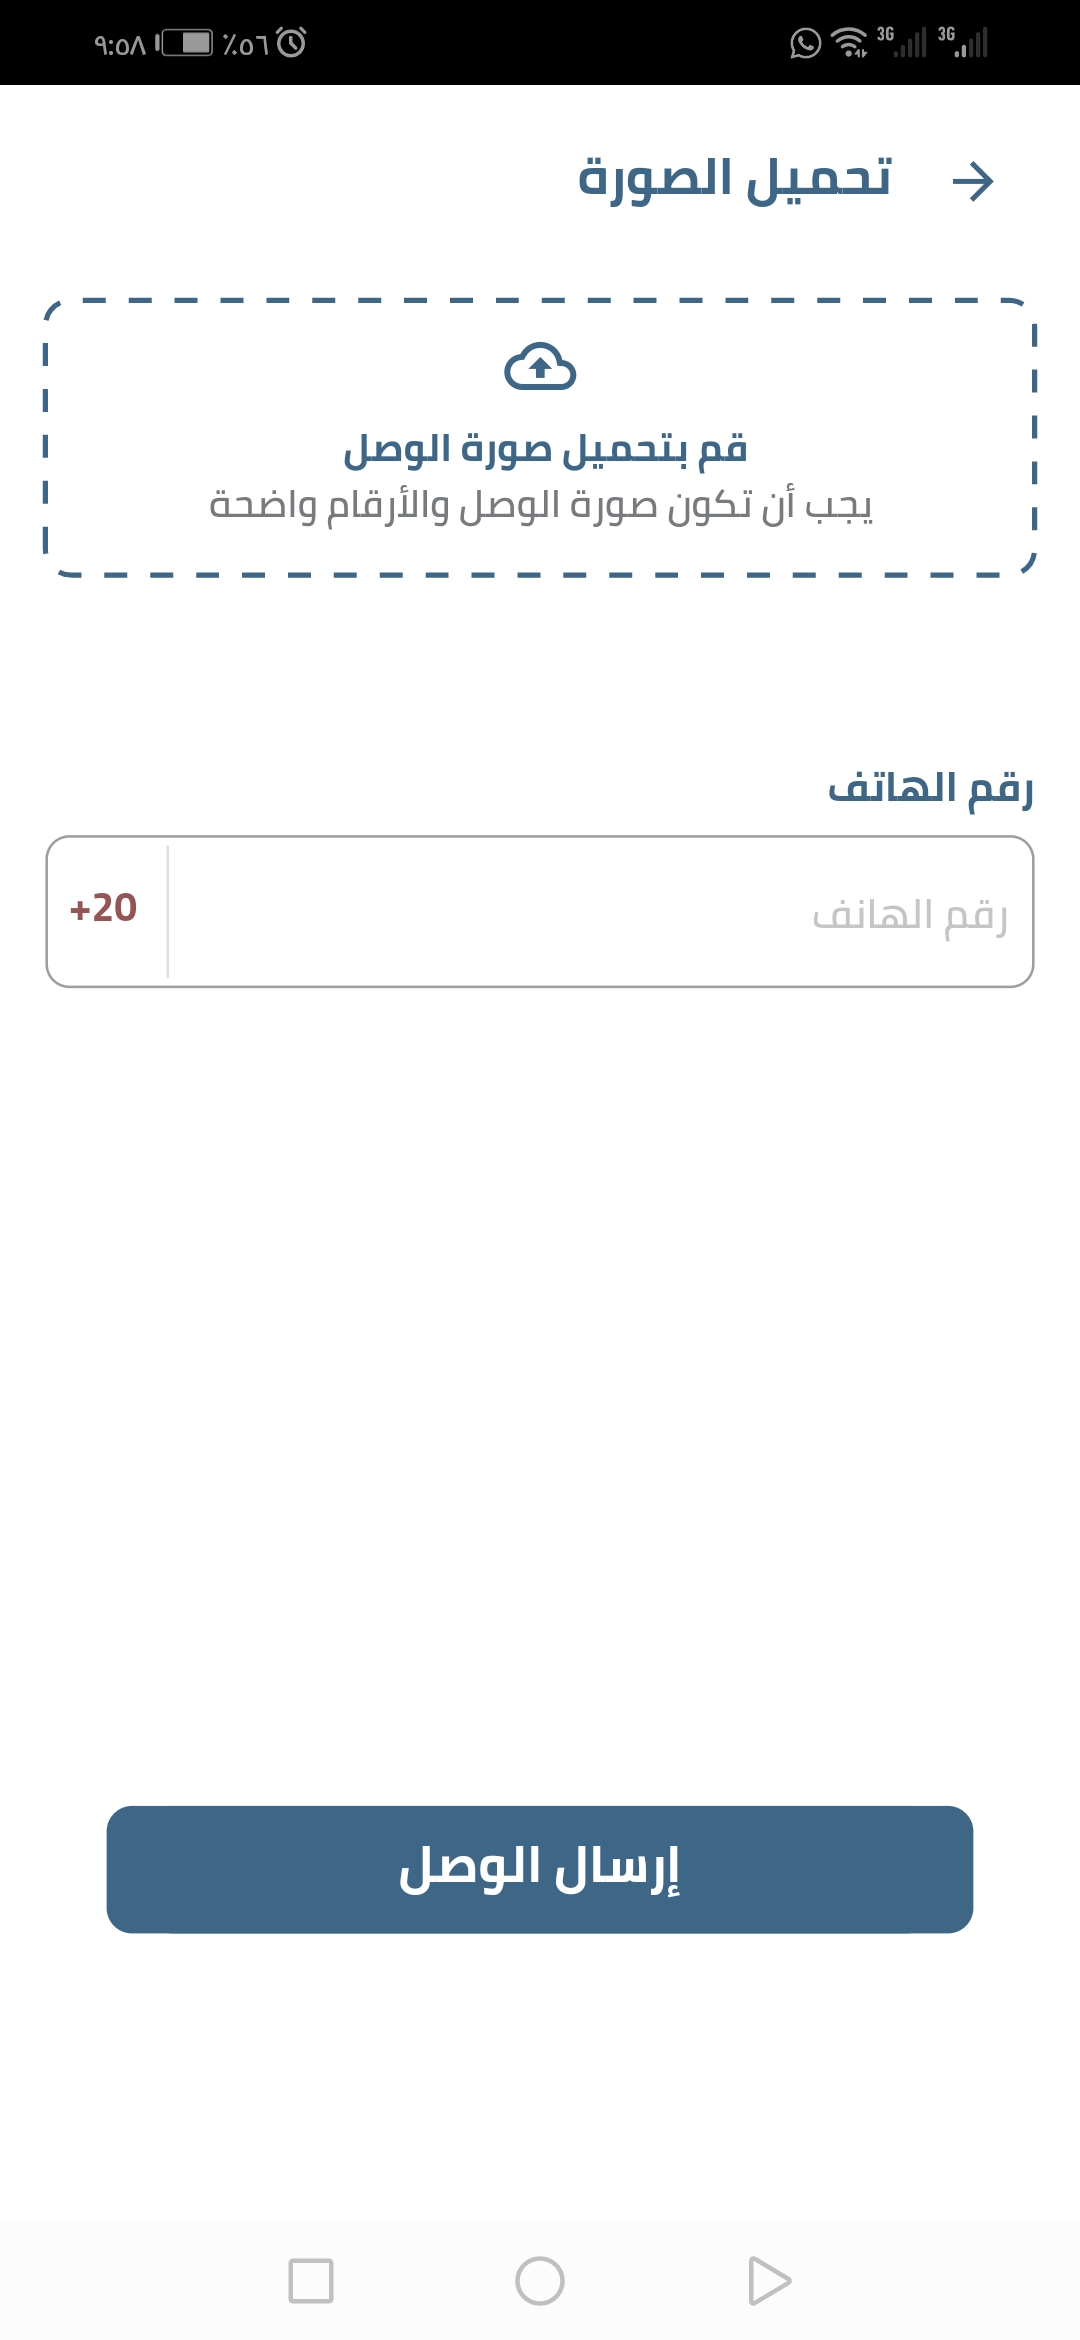 ٩:٥٨ ٥٦٪ 3G 3G
تحميل الصورة
قم بتحميل صورة الوصل
يجب أن تكون صورة الوصل والأرقام واضحة
رقم الهاتف
رقم الهاتف +20
إرسال الوصل